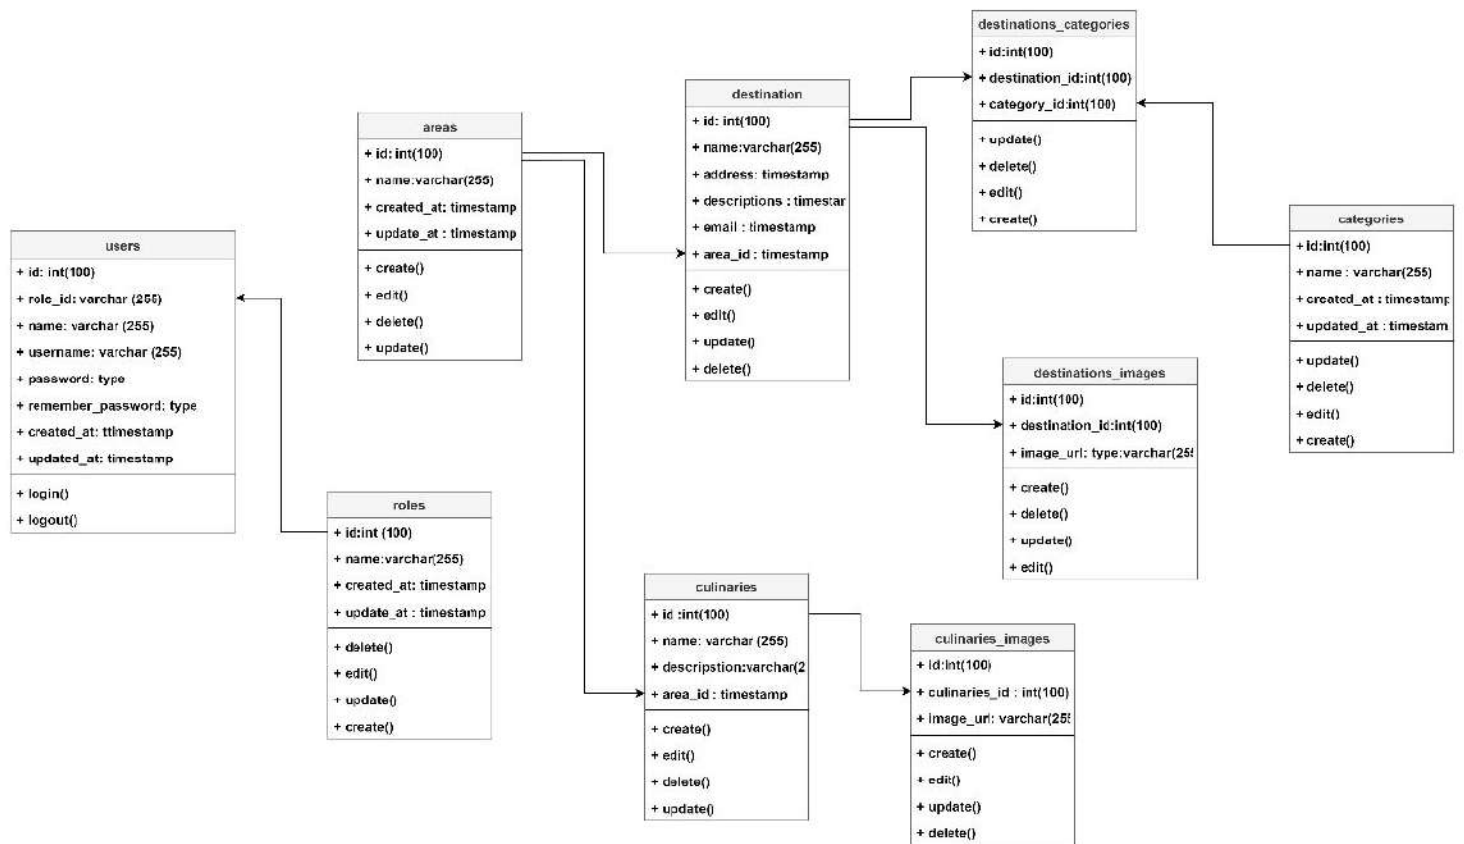 destinations_categories
+ id:int(100)
+ destination_id:int(100)
+ category_id:int(100)
+ update()
+ delete()
+ edit()
+ create()
destination
+ id: int(100)
+ name:varchar(255)
+ address: timestamp
+ descriptions : timestar
+ email : timestamp
+ area_id : timestamp
+ create()
+ edit()
+ update()
+ delete()
areas
+ id: int(100)
+ name:varchar(255)
+ created_at: timestamp
+ update_at : timestamp
+ create()
+ edit()
+ delete()
+ update()
categories
+ id:int(100)
+ name : varchar(255)
+ created_at : timestamp
+ updated_at : timestam
+ update()
+ delete()
+ edit()
+ create()
users
+ id: int(100)
+ role_id: varchar (255)
+ name: varchar (255)
+ username: varchar (255)
+ password: type
+ remember_password: type
+ created_at: ttimestamp
+ updated_at: timestamp
+ login()
+ logout()
destinations_images
+ id:int(100)
+ destination_id:int(100)
+ image_url: type:varchar(255
+ create()
+ delete()
+ update()
+ edit()
roles
+ id:int (100)
+ name:varchar(255)
+ created_at: timestamp
+ update_at : timestamp
+ delete()
+ edit()
+ update()
+ create()
culinaries
+ id :int(100)
+ name: varchar (255)
+ descripstion:varchar(2
+ area_id : timestamp
+ create()
+ edit()
+ delete()
+ update()
culinaries_images
+ id:int(100)
+ culinaries_id : int(100)
+ image_url: varchar(255
+ create()
+ edit()
+ update()
+ delete()